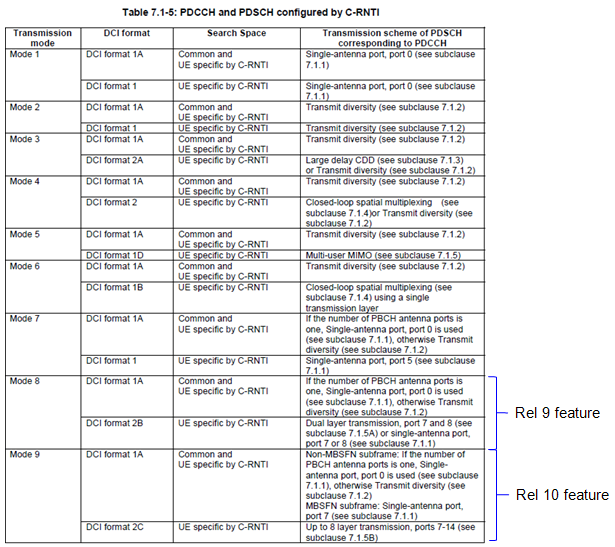 Table 7.1-5: PDCCH and PDSCH configured by C-RNTI
Transmission mode DCI format Search Space Transmission scheme of PDSCH corresponding to PDCCH
Mode 1 DCI format 1A Common and Single-antenna port, port 0 (see subclause
UE specific by C-RNTI 7.1.1)
DCI format 1 UE specific by C-RNTI Single-antenna port, port 0 (see subclause
7.1.1)
Mode 2 DCI format 1A Common and Transmit diversity (see subclause 7.1.2)
UE specific by C-RNTI
DCI format 1 UE specific by C-RNTI Transmit diversity (see subclause 7.1.2)
Mode 3 DCI format 1A Common and Transmit diversity (see subclause 7.1.2)
UE specific by C-RNTI
DCI format 2A UE specific by C-RNTI Large delay CDD (see subclause 7.1.3)
or Transmit diversity (see subclause 7.1.2)
Mode 4 DCI format 1A Common and Transmit diversity (see subclause 7.1.2)
UE specific by C-RNTI
DCI format 2 UE specific by C-RNTI Closed-loop spatial multiplexing (see
subclause 7.1.4)or Transmit diversity (see
subclause 7.1.2)
Mode 5 DCI format 1A Common and Transmit diversity (see subclause 7.1.2)
UE specific by C-RNTI
DCI format 1D UE specific by C-RNTI Multi-user MIMO (see subclause 7.1.5)
Mode 6 DCI format 1A Common and Transmit diversity (see subclause 7.1.2)
UE specific by C-RNTI
DCI format 1B UE specific by C-RNTI Closed-loop spatial multiplexing (see
subclause 7.1.4) using a single
transmission layer
Mode 7 DCI format 1A Common and If the number of PBCH antenna ports is
UE specific by C-RNTI one, Single-antenna port, port 0 is used
(see subclause 7.1.1), otherwise Transmit
diversity (see subclause 7.1.2)
DCI format 1 UE specific by C-RNTI Single-antenna port, port 5 (see subclause
7.1.1)
Mode 8 DCI format 1A Common and If the number of PBCH antenna ports is
UE specific by C-RNTI one, Single-antenna port, port 0 is used
(see subclause 7.1.1), otherwise Transmit
diversity (see subclause 7.1.2)
Rel 9 feature
DCI format 2B UE specific by C-RNTI Dual layer transmission, port 7 and 8 (see
subclause 7.1.5A) or single-antenna port,
port 7 or 8 (see subclause 7.1.1)
Mode 9 DCI format 1A Common and Non-MBSFN subframe: If the number of
UE specific by C-RNTI PBCH antenna ports is one, Single-
antenna port, port 0 is used (see subclause
7.1.1), otherwise Transmit diversity (see
subclause 7.1.2)
Rel 10 feature
MBSFN subframe: Single-antenna port,
port 7 (see subclause 7.1.1)
DCI format 2C UE specific by C-RNTI Up to 8 layer transmission, ports 7-14 (see
subclause 7.1.5B)